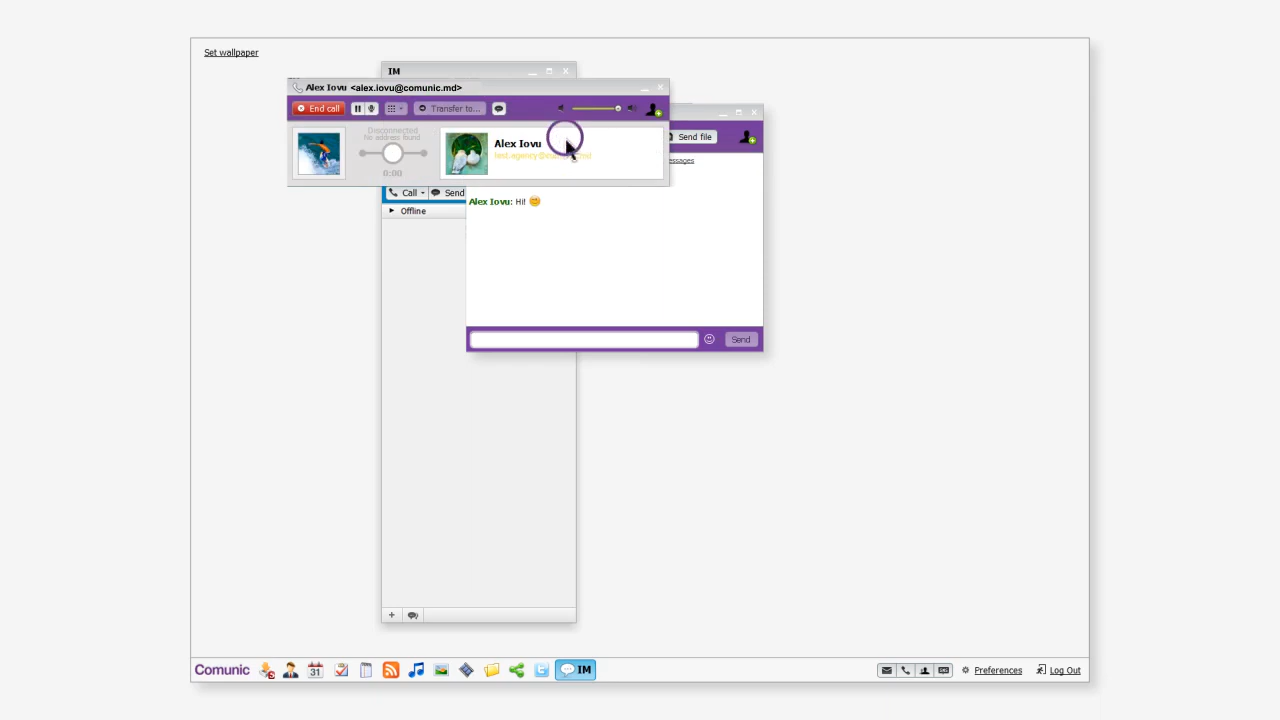 Set wallpaper
IM
Alex Iovu <alex.iovu@comunic.md>
End call
Transfer to...
Send file
Disconnected
No address found
0:00
Alex Iovu
Call
Send
Offline
Alex Iovu: Hi!
Send
Comunic
31
IM
Preferences
Log Out